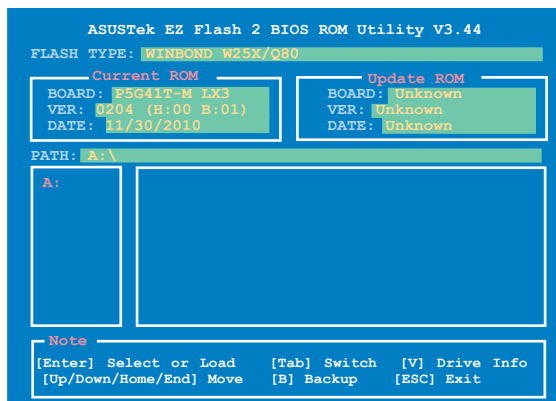 ASUSTek EZ Flash 2 BIOS ROM Utility V3.44
FLASH TYPE: WINBOND W25X/Q80
Current ROM
BOARD: P5G41T-M LX3
VER: 0204 (H:00 B:01)
DATE: 11/30/2010
Update ROM
BOARD: Unknown
VER: Unknown
DATE: Unknown
PATH: A:\
A:
Note
[Enter] Select or Load [Tab] Switch [V] Drive Info
[Up/Down/Home/End] Move [B] Backup [ESC] Exit